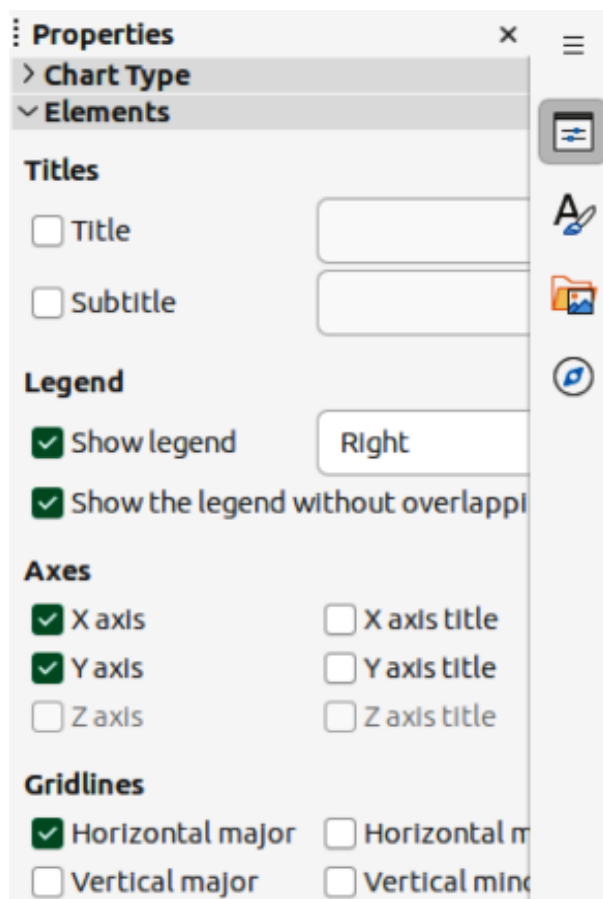 Properties
Chart Type
Elements
Titles
Title
Subtitle
Legend
Show legend Right
Show the legend without overlappi
Axes
X axis X axis title
Y axis Y axis title
Z axis Z axis title
Gridlines
Horizontal major Horizontal m
Vertical major Vertical mino